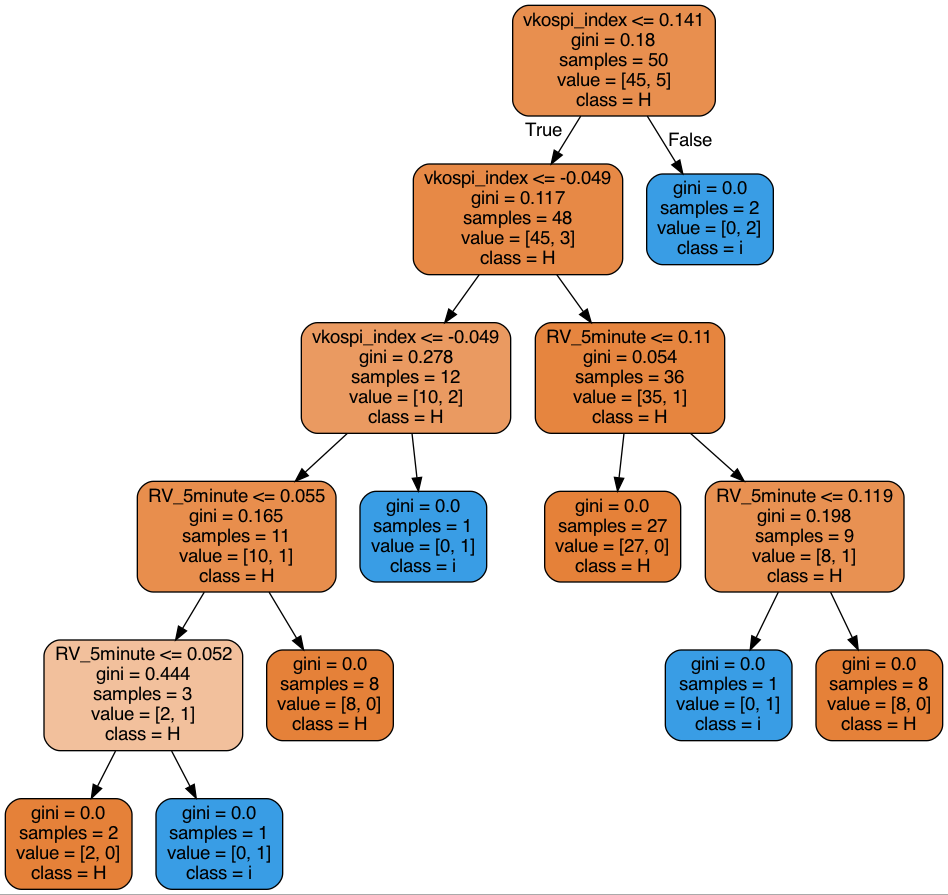 vkospi_index <= 0.141
gini = 0.18
samples = 50
value = [45, 5]
class = H
True
False
vkospi_index <= -0.049
gini = 0.117
samples = 48
value = [45, 3]
class = H
gini = 0.0
samples = 2
value = [0, 2]
class = i
vkospi_index <= -0.049
gini = 0.278
samples = 12
value = [10, 2]
class = H
RV_5minute <= 0.11
gini = 0.054
samples = 36
value = [35, 1]
class = H
RV_5minute <= 0.055
gini = 0.165
samples = 11
value = [10, 1]
class = H
gini = 0.0
samples = 1
value = [0, 1]
class = i
gini = 0.0
samples = 27
value = [27, 0]
class = H
RV_5minute <= 0.119
gini = 0.198
samples = 9
value = [8, 1]
class = H
RV_5minute <= 0.052
gini = 0.444
samples = 3
value = [2, 1]
class = H
gini = 0.0
samples = 8
value = [8, 0]
class = H
gini = 0.0
samples = 1
value = [0, 1]
class = i
gini = 0.0
samples = 8
value = [8, 0]
class = H
gini = 0.0
samples = 2
value = [2, 0]
class = H
gini = 0.0
samples = 1
value = [0, 1]
class = i